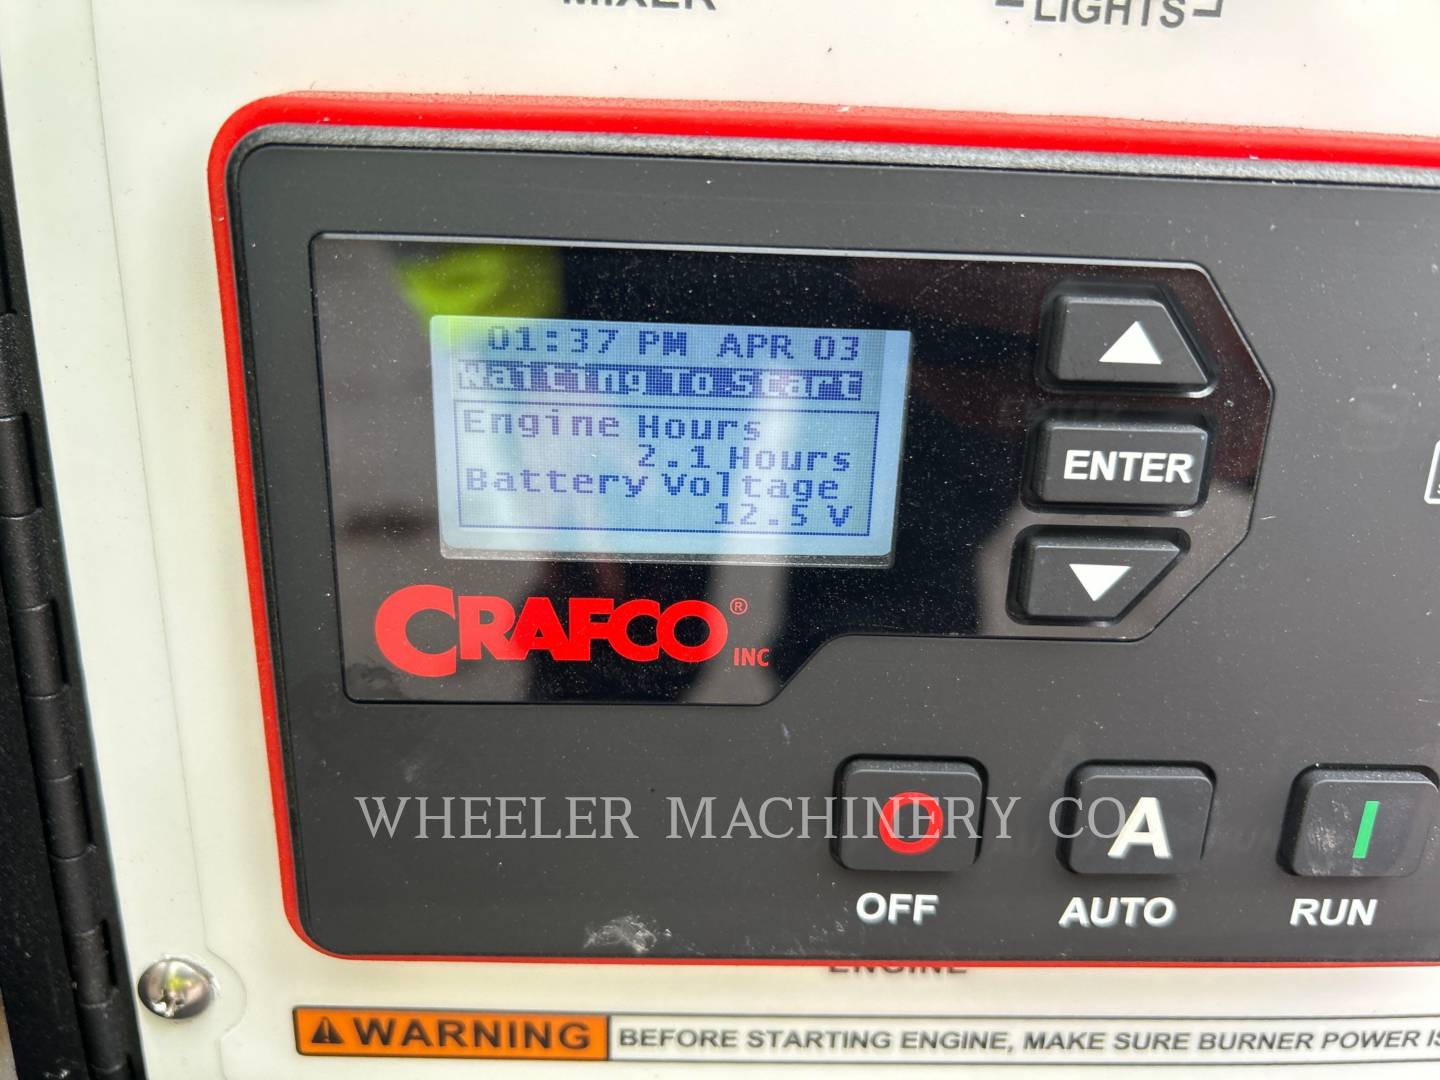 MIXER
LIGHTS
01:37 PM APR 03
Waiting To Start
Engine Hours
2.1 Hours
Battery Voltage
12.5 V
ENTER
CRAFCO®
INC
WHEELER MACHINERY CO
A
OFF AUTO RUN
ENGINE
WARNING BEFORE STARTING ENGINE, MAKE SURE BURNER POWER IS